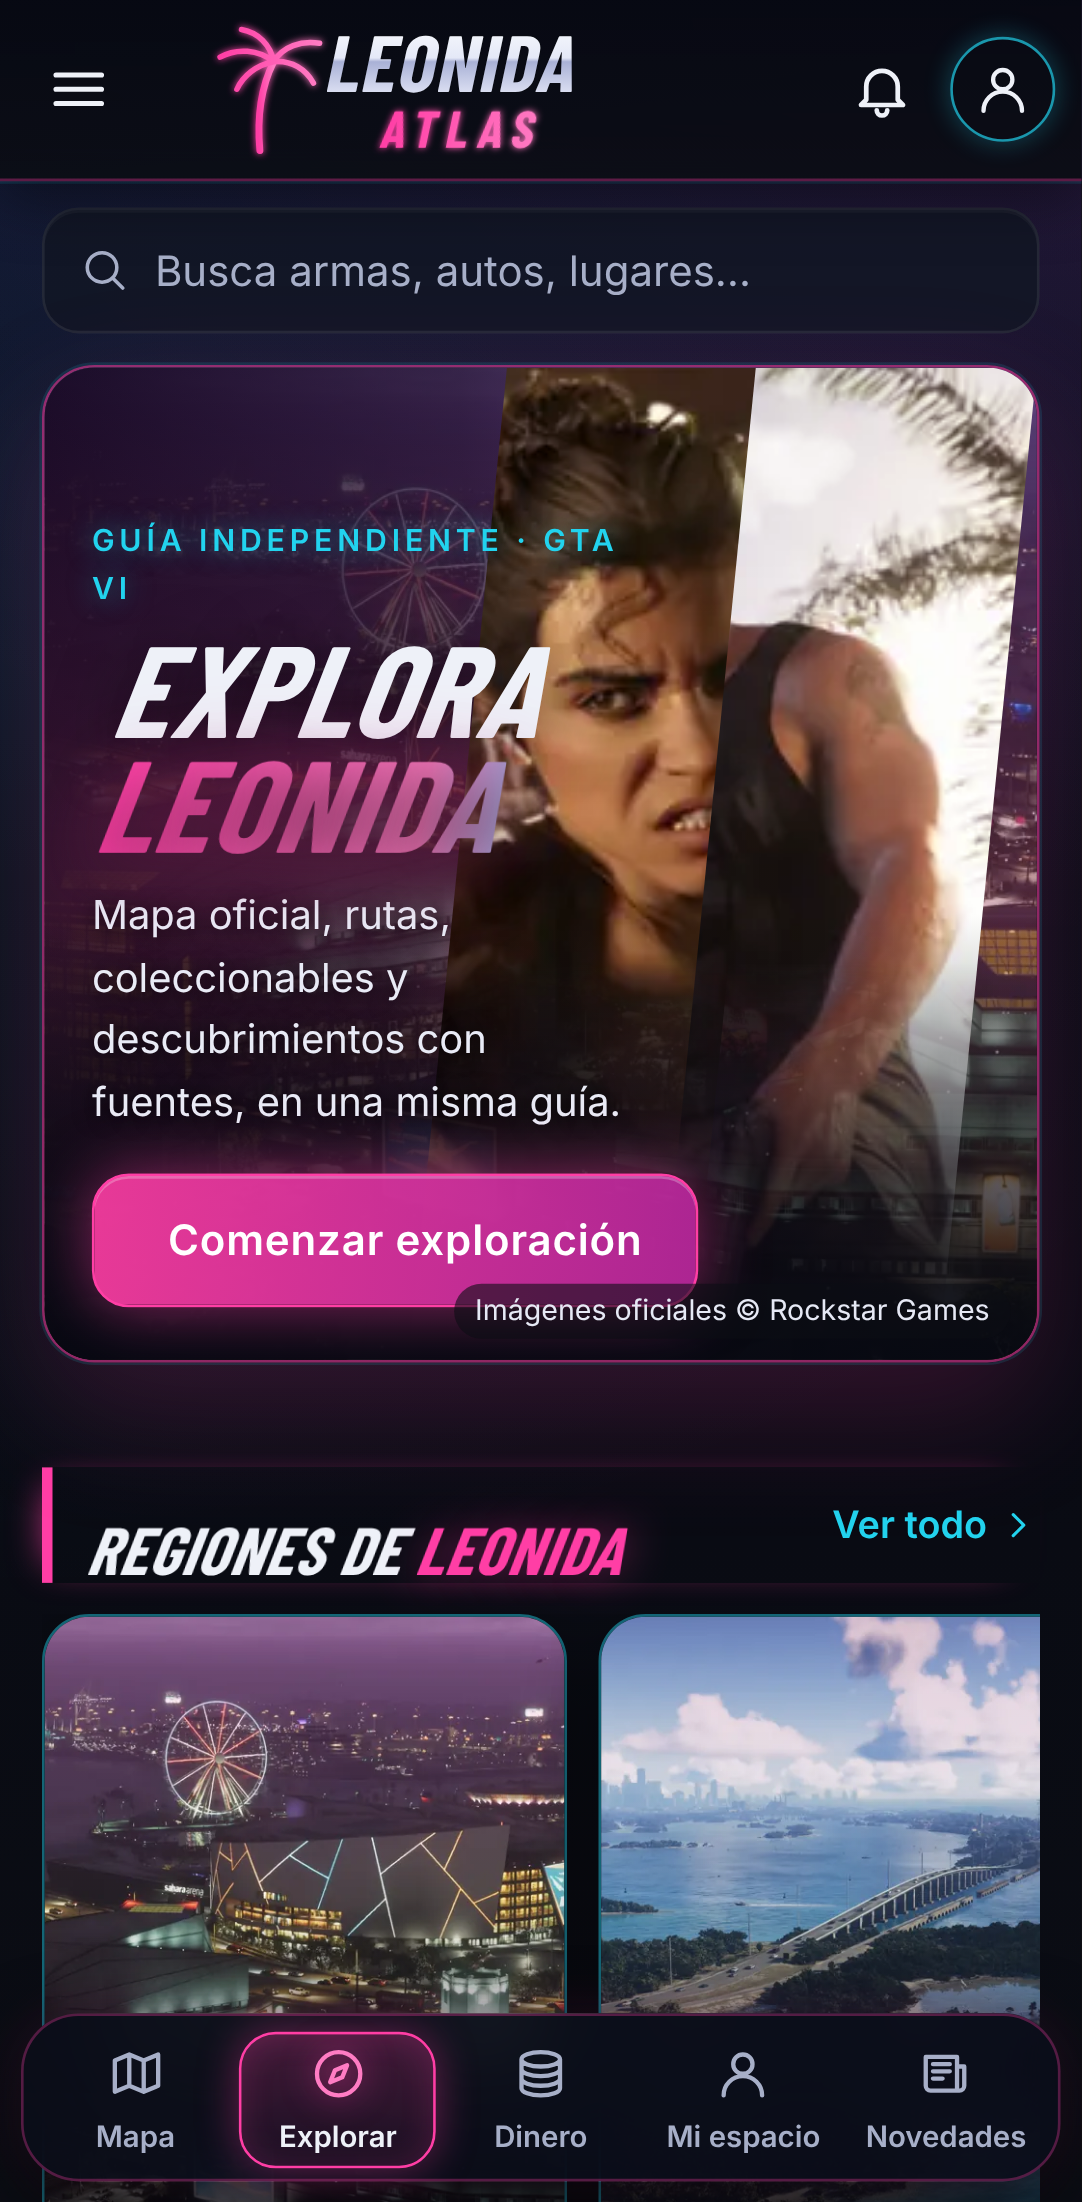 LEONIDA
ATLAS
Busca armas, autos, lugares...
GUÍA INDEPENDIENTE · GTA
VI
EXPLORA
LEONIDA
Mapa oficial, rutas,
coleccionables y
descubrimientos con
fuentes, en una misma guía.
Comenzar exploración
Imágenes oficiales © Rockstar Games
REGIONES DE LEONIDA
Ver todo
sahara arena
Mapa
Explorar
Dinero
Mi espacio
Novedades